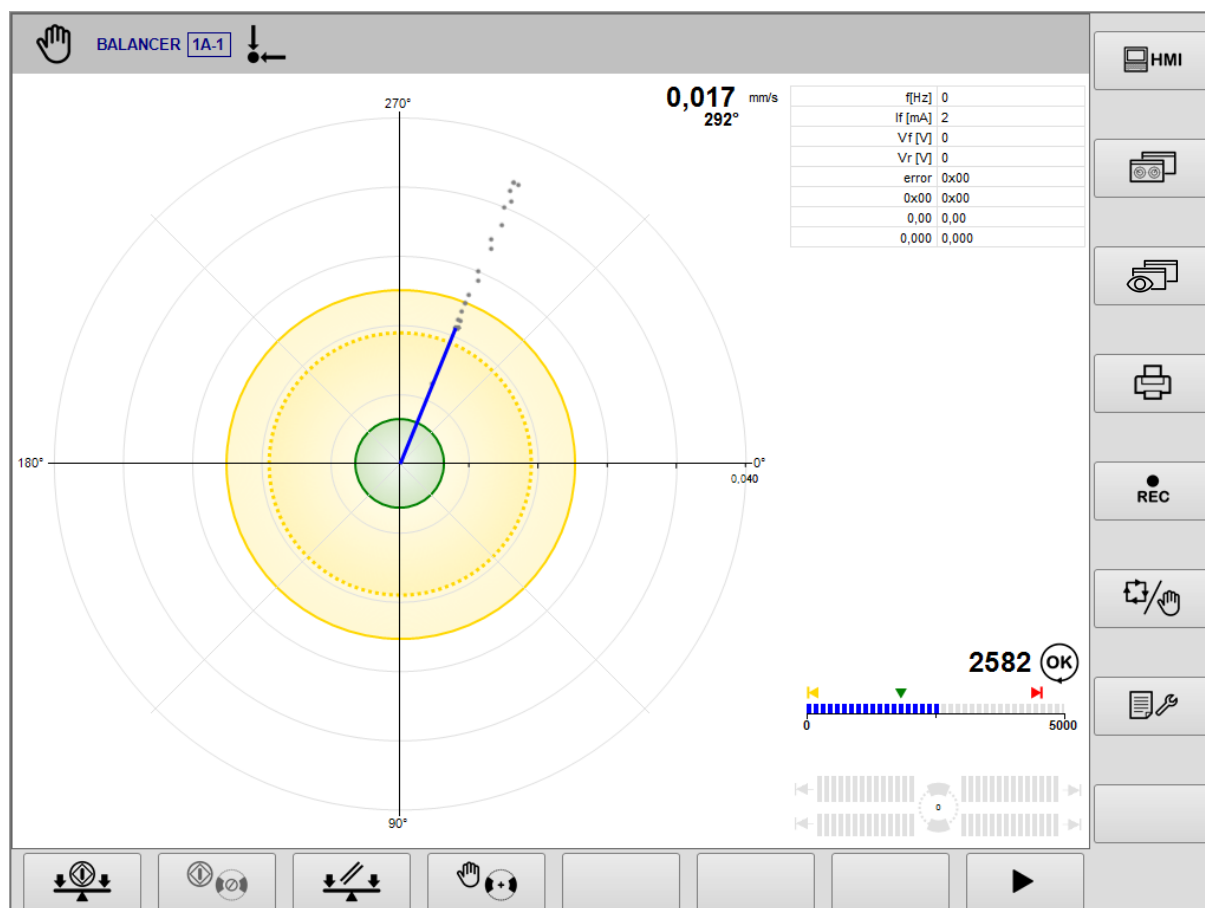 BALANCER 1A-1
HMI
0,017 mm/s
292°
270°
f[Hz] 0
If [mA] 2
Vf [V] 0
Vr [V] 0
error 0x00
0x00 0x00
0,00 0,00
0,000 0,000
180°
0°
0,040
REC
2582 OK
0 5000
0
90°